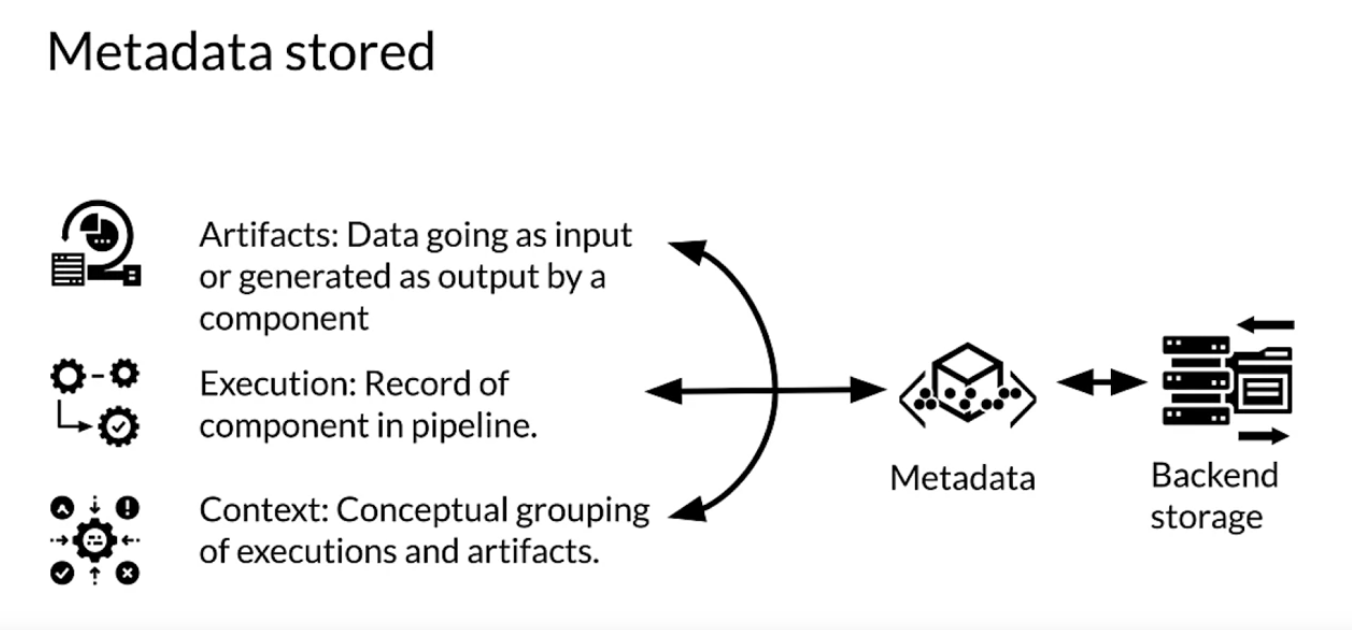 Metadata stored
Artifacts: Data going as input
or generated as output by a
component
Execution: Record of
component in pipeline.
Context: Conceptual grouping
of executions and artifacts.
Metadata
Backend
storage